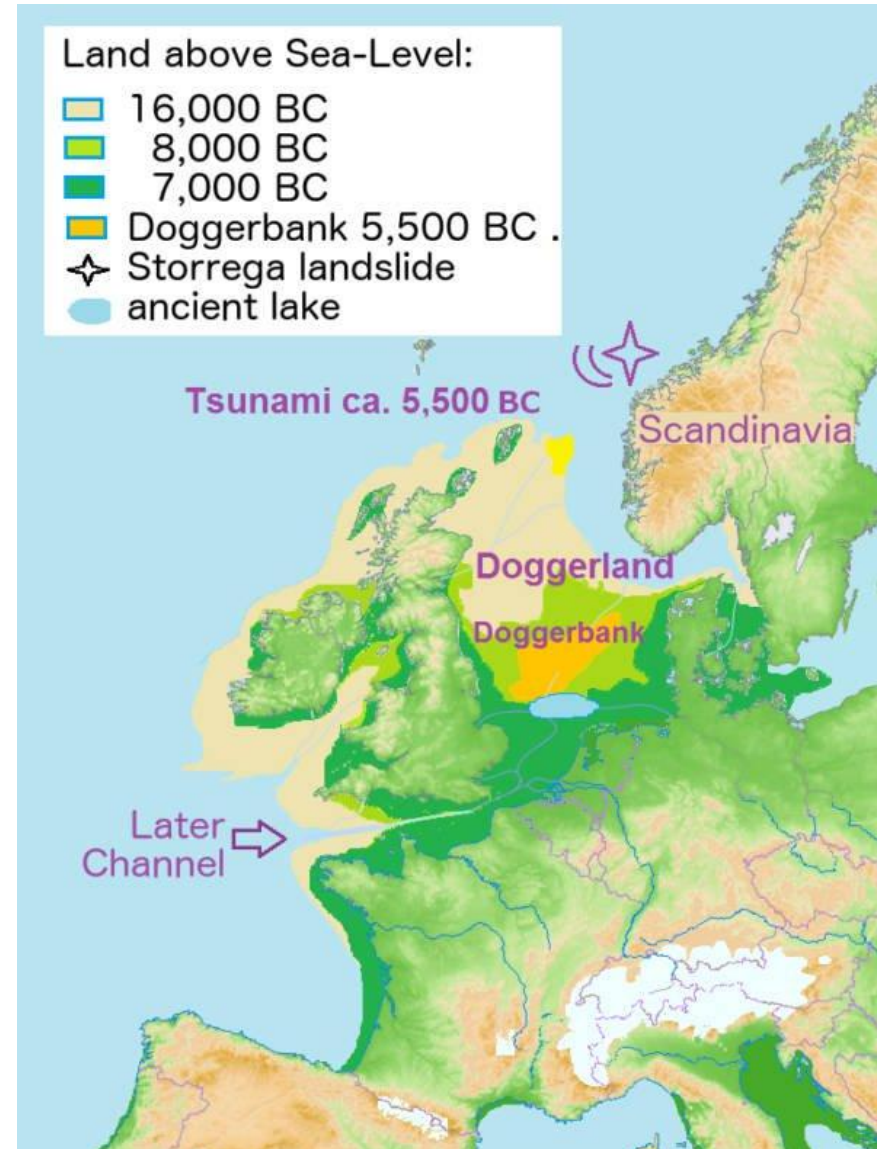 Land above Sea-Level:
16,000 BC
8,000 BC
7,000 BC
Doggerbank 5,500 BC .
Storrega landslide
ancient lake
Tsunami ca. 5,500 BC
Scandinavia
Doggerland
Doggerbank
Later
Channel